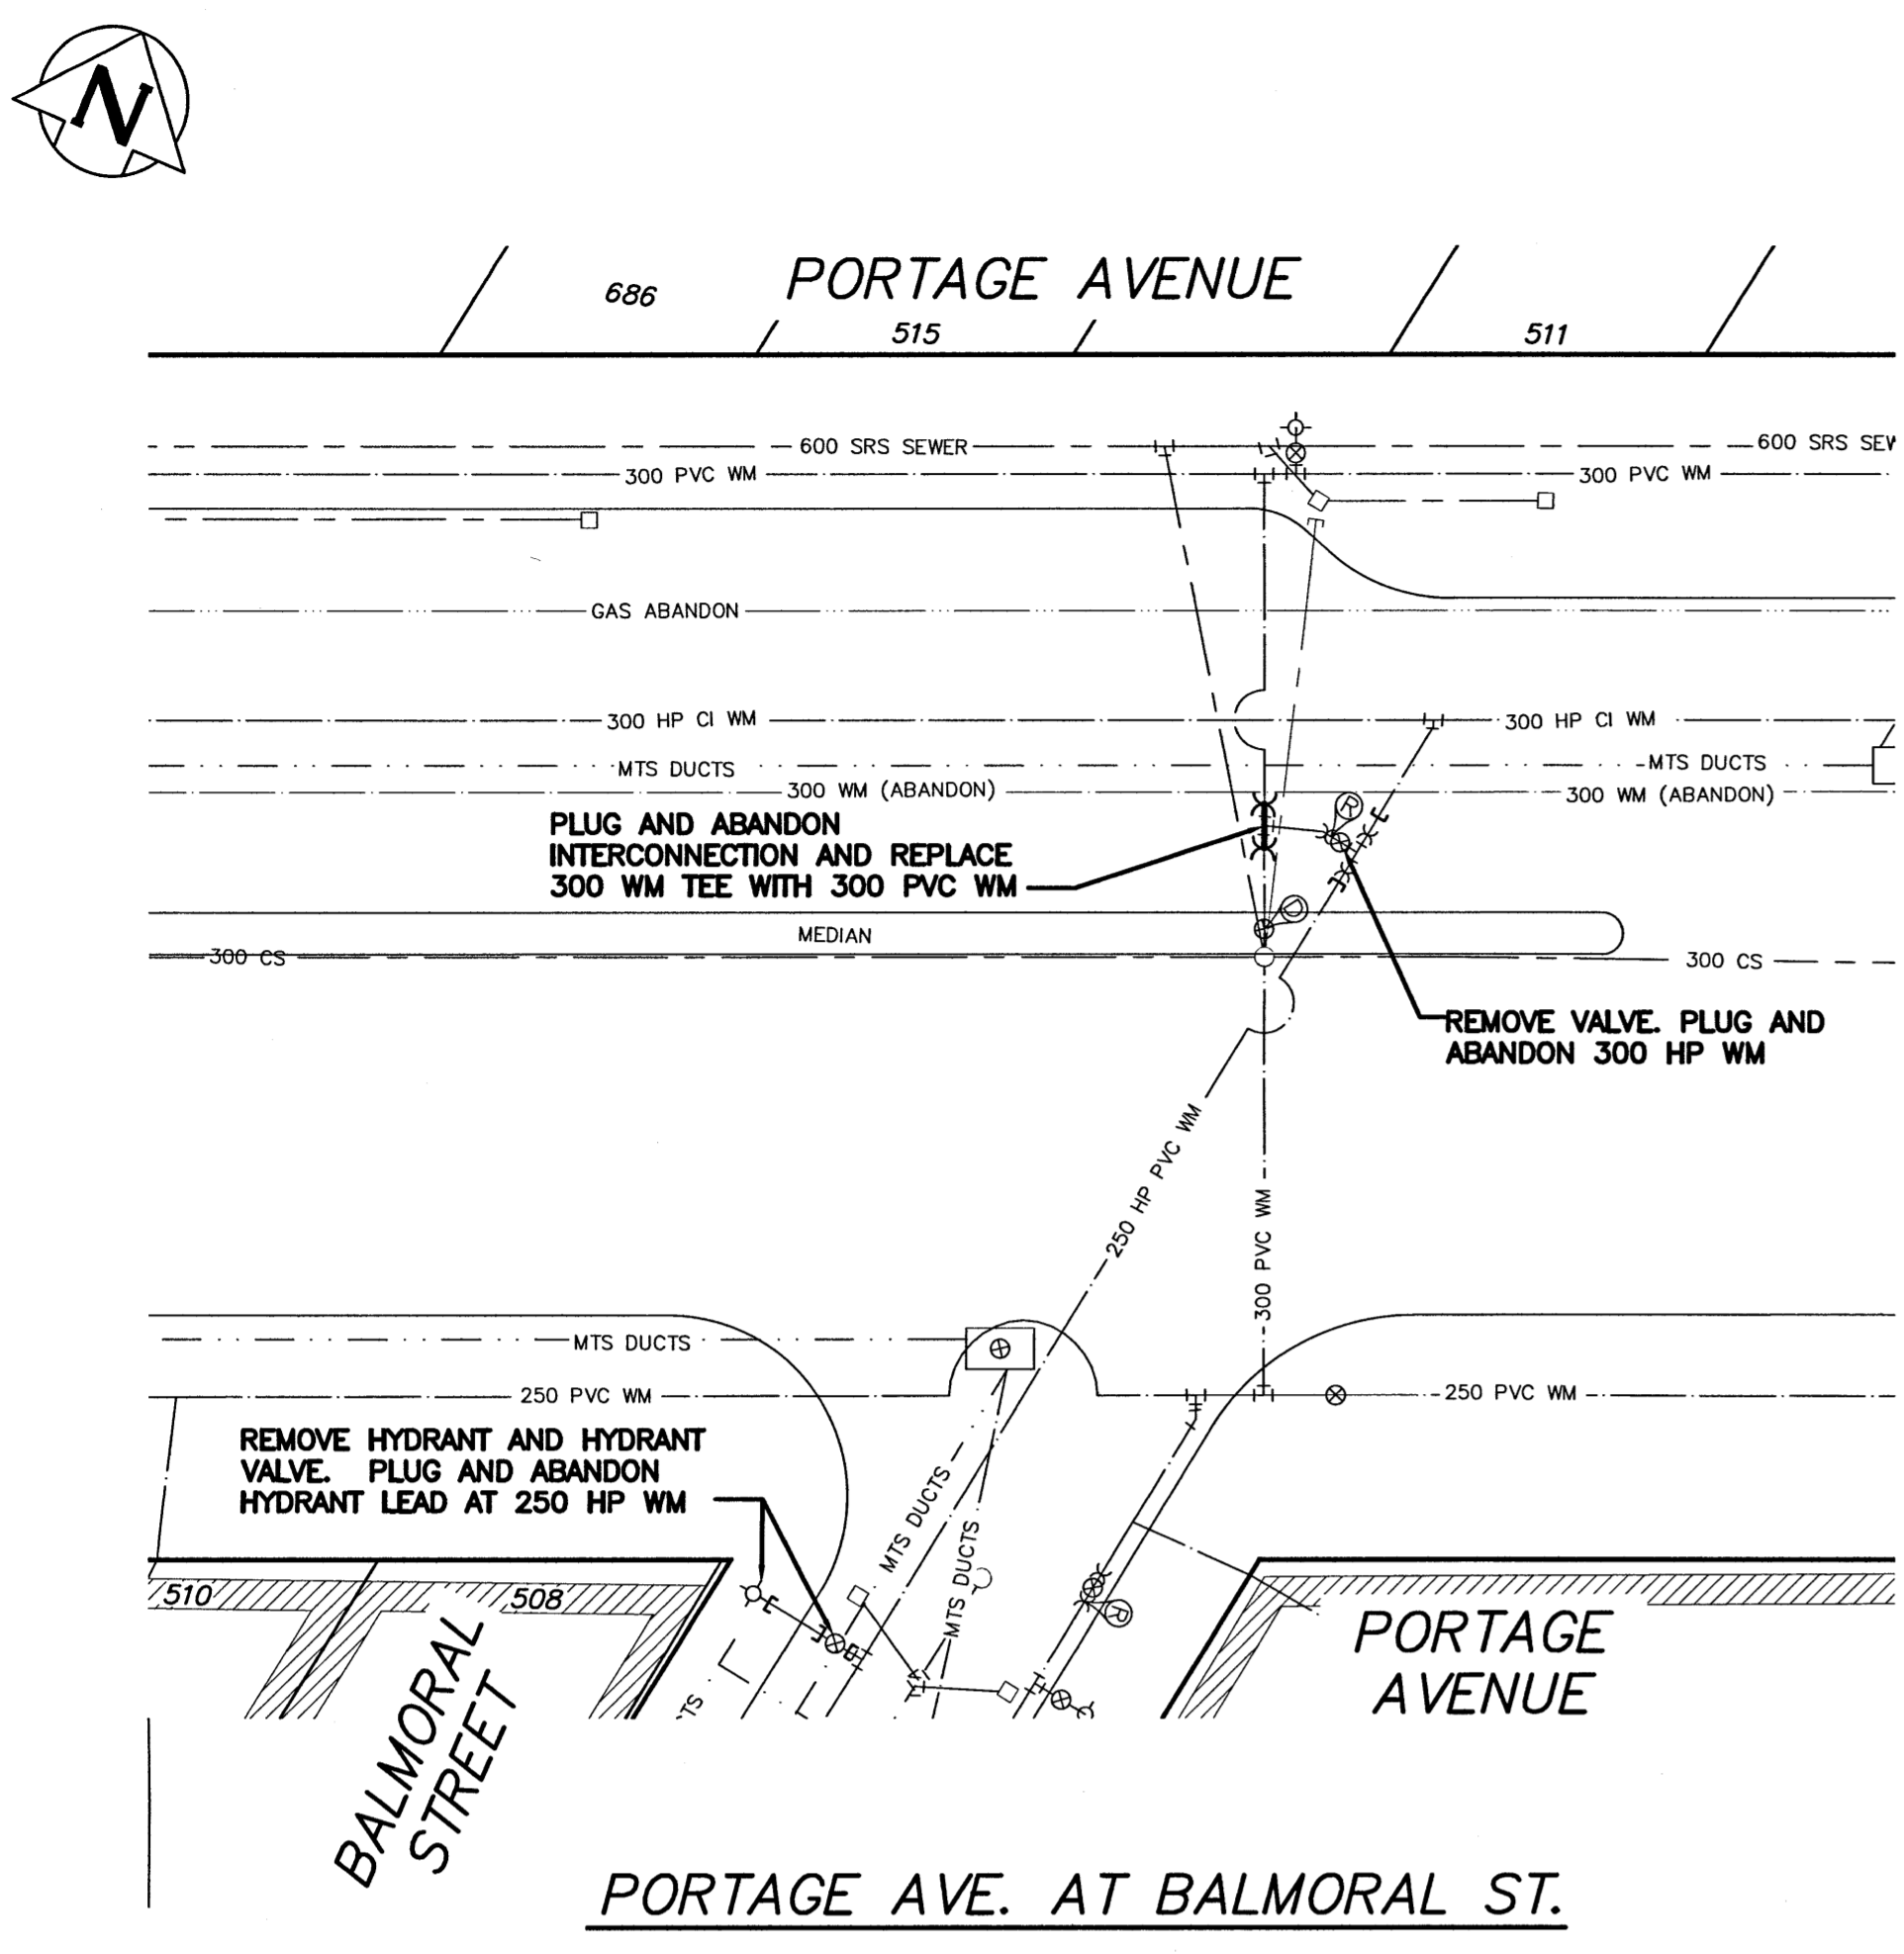 N
PORTAGE AVENUE
686
515
511
600 SRS SEWER
600 SRS SEW
300 PVC WM
300 PVC WM
GAS ABANDON
300 HP CI WM
300 HP CI WM
MTS DUCTS
MTS DUCTS
300 WM (ABANDON)
300 WM (ABANDON)
R
PLUG AND ABANDON
INTERCONNECTION AND REPLACE
300 WM TEE WITH 300 PVC WM
MEDIAN
300 CS
300 CS
REMOVE VALVE. PLUG AND
ABANDON 300 HP WM
250 HP PVC WM
300 PVC WM
MTS DUCTS
250 PVC WM
250 PVC WM
REMOVE HYDRANT AND HYDRANT
VALVE. PLUG AND ABANDON
HYDRANT LEAD AT 250 HP WM
MTS DUCTS
MTS DUCTS
510
508
R
TS
PORTAGE
AVENUE
BALMORAL
STREET
PORTAGE AVE. AT BALMORAL ST.